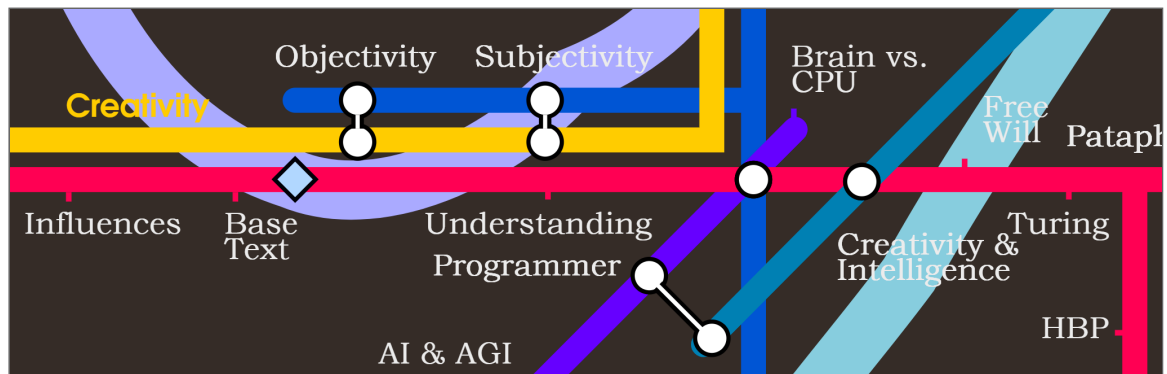 Objectivity
Subjectivity
Brain vs.
CPU
Creativity
Free
Will
Pataph
Influences
Base
Text
Understanding
Turing
Programmer
Creativity &
Intelligence
HBP
AI & AGI